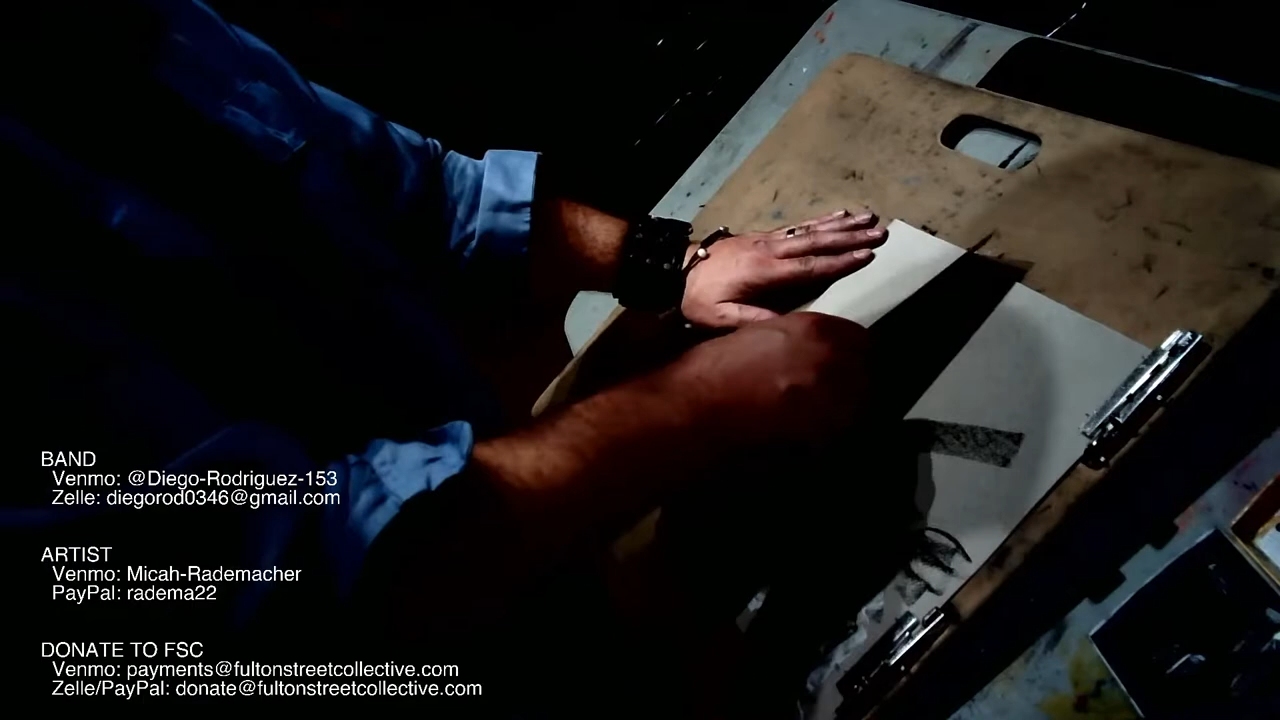 BAND
Venmo: @Diego-Rodriguez-153
Zelle: diegorod0346@gmail.com
ARTIST
Venmo: Micah-Rademacher
PayPal: radema22
DONATE TO FSC
Venmo: payments@fultonstreetcollective.com
Zelle/PayPal: donate@fultonstreetcollective.com